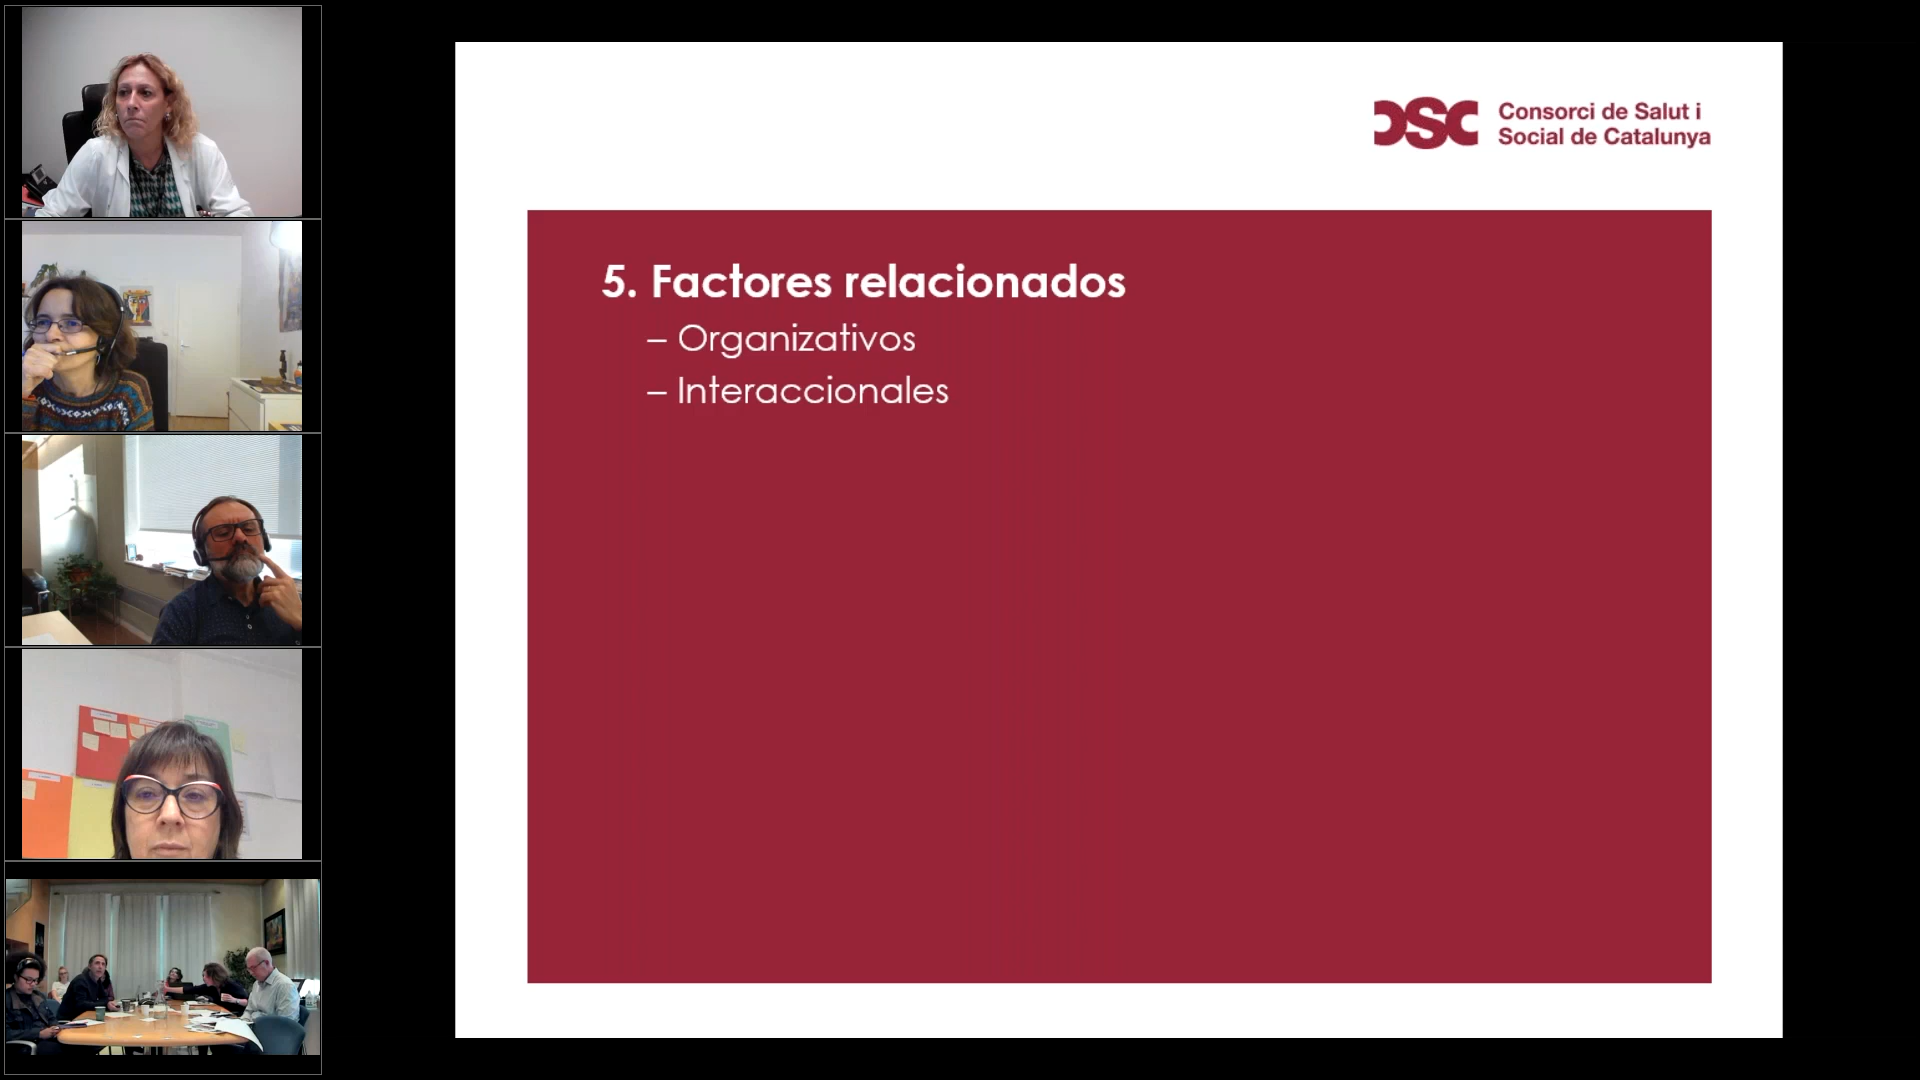 CSC
Consorci de Salut i
Social de Catalunya
5. Factores relacionados
– Organizativos
– Interaccionales